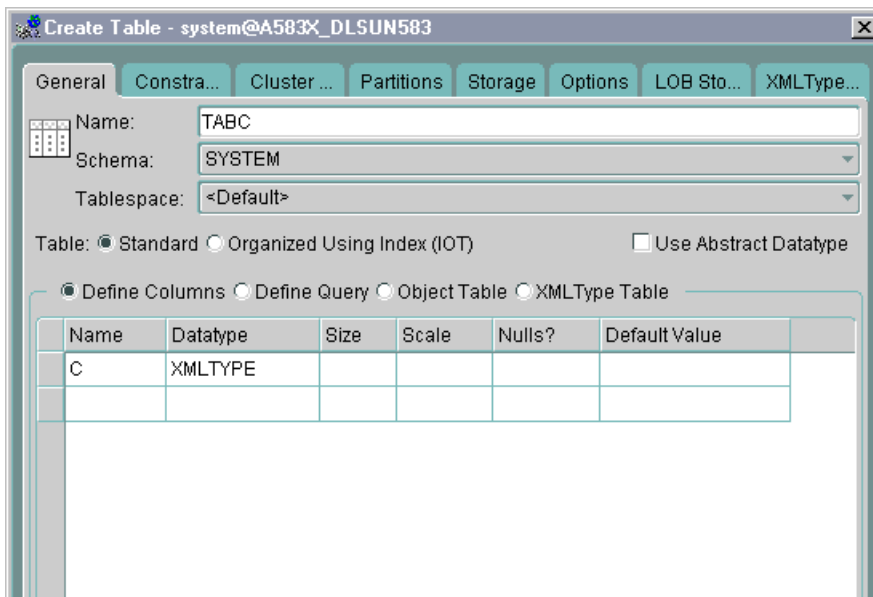 Create Table - system@A583X_DLSUN583
General Constra... Cluster ... Partitions Storage Options LOB Sto... XMLType...
Name: TABC
Schema: SYSTEM
Tablespace: <Default>
Table: Standard Organized Using Index (IOT) Use Abstract Datatype
Define Columns Define Query Object Table XMLType Table
Name Datatype Size Scale Nulls? Default Value
C XMLTYPE